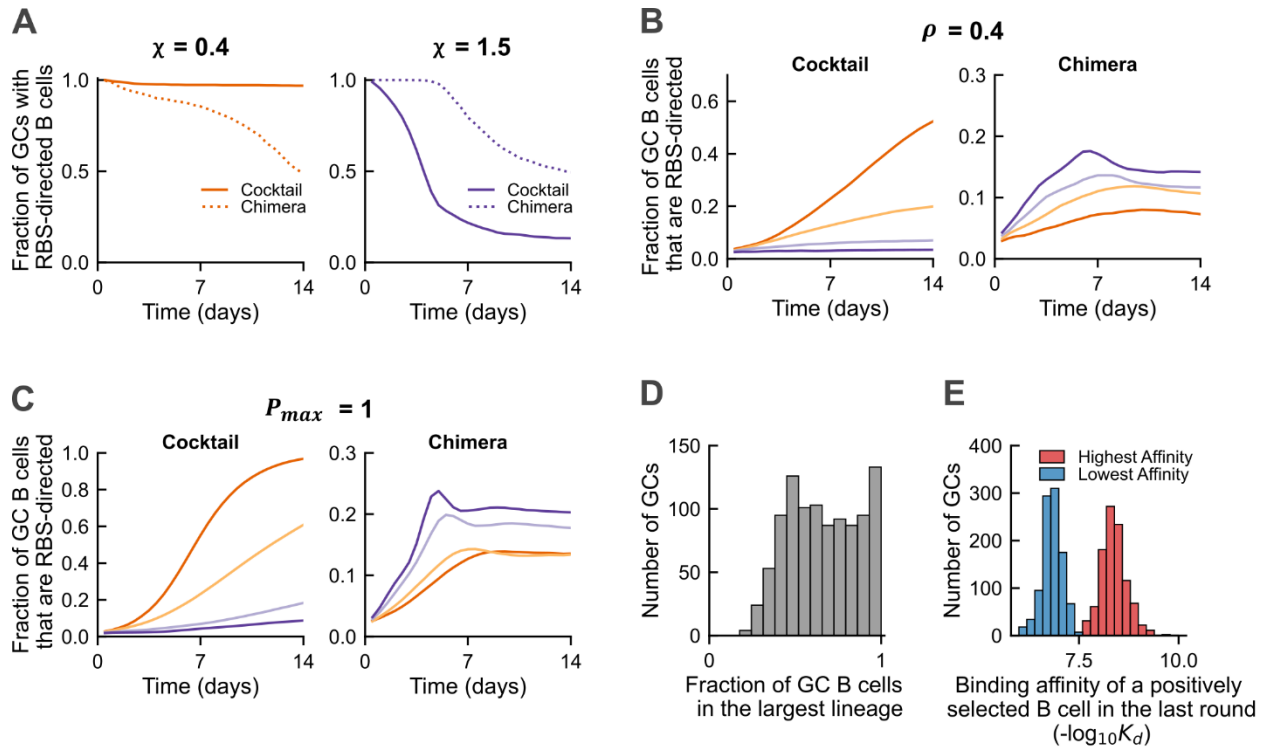 A
χ = 0.4
χ = 1.5
Fraction of GCs with
RBS-directed B cells
1.0
0.5
0.0
Cocktail
Chimera
0
7
14
Time (days)
1.0
0.5
0.0
Cocktail
Chimera
0
7
14
Time (days)
B
ρ = 0.4
Cocktail
Chimera
Fraction of GC B cells
that are RBS-directed
0.6
0.4
0.2
0.0
0
7
14
Time (days)
0.3
0.2
0.1
0.0
0
7
14
Time (days)
C
Pmax = 1
Cocktail
Chimera
Fraction of GC B cells
that are RBS-directed
1.0
0.8
0.6
0.4
0.2
0.0
0
7
14
Time (days)
0.3
0.2
0.1
0.0
0
7
14
Time (days)
D
Number of GCs
150
100
50
0
0
1
Fraction of GC B cells
in the largest lineage
E
Number of GCs
400
300
200
100
0
Highest Affinity
Lowest Affinity
7.5
10.0
Binding affinity of a positively
selected B cell in the last round
(-log10Kd)